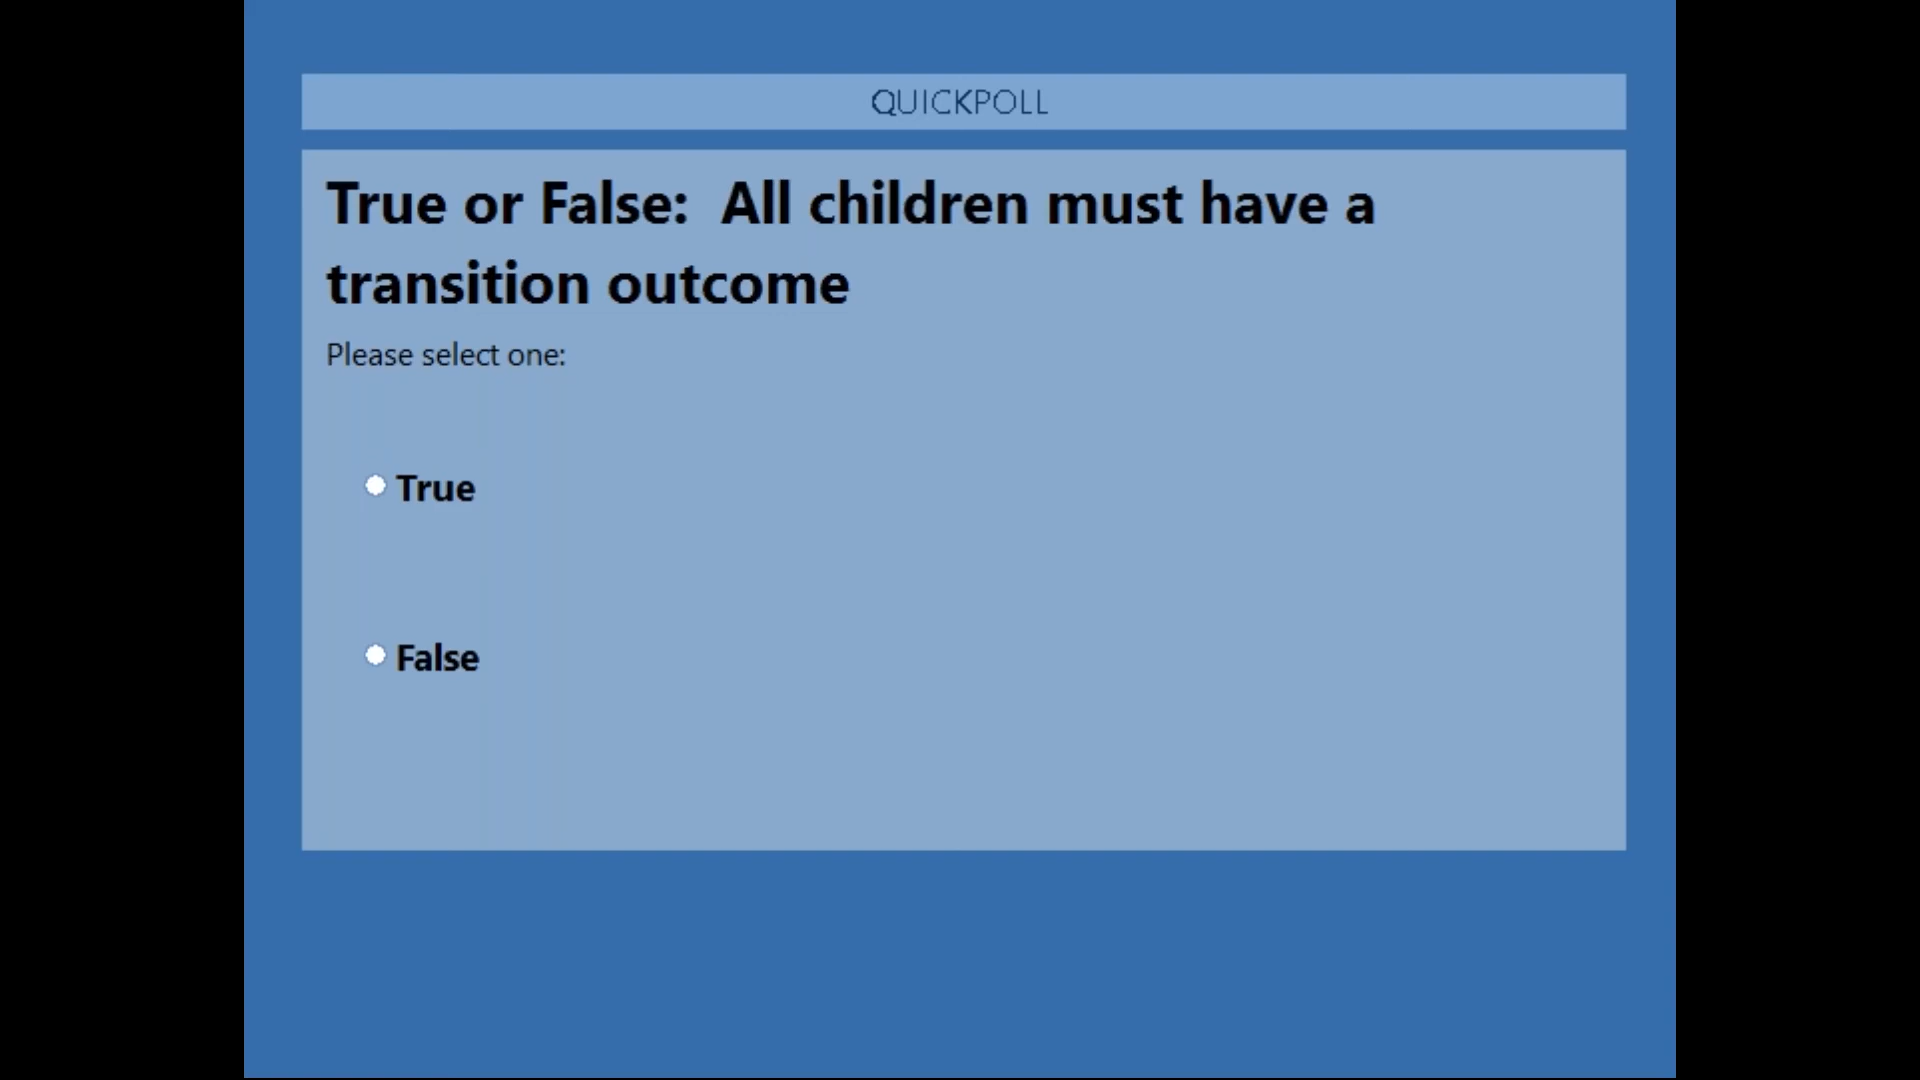 QUICKPOLL
True or False:  All children must have a
transition outcome
Please select one:
True
False